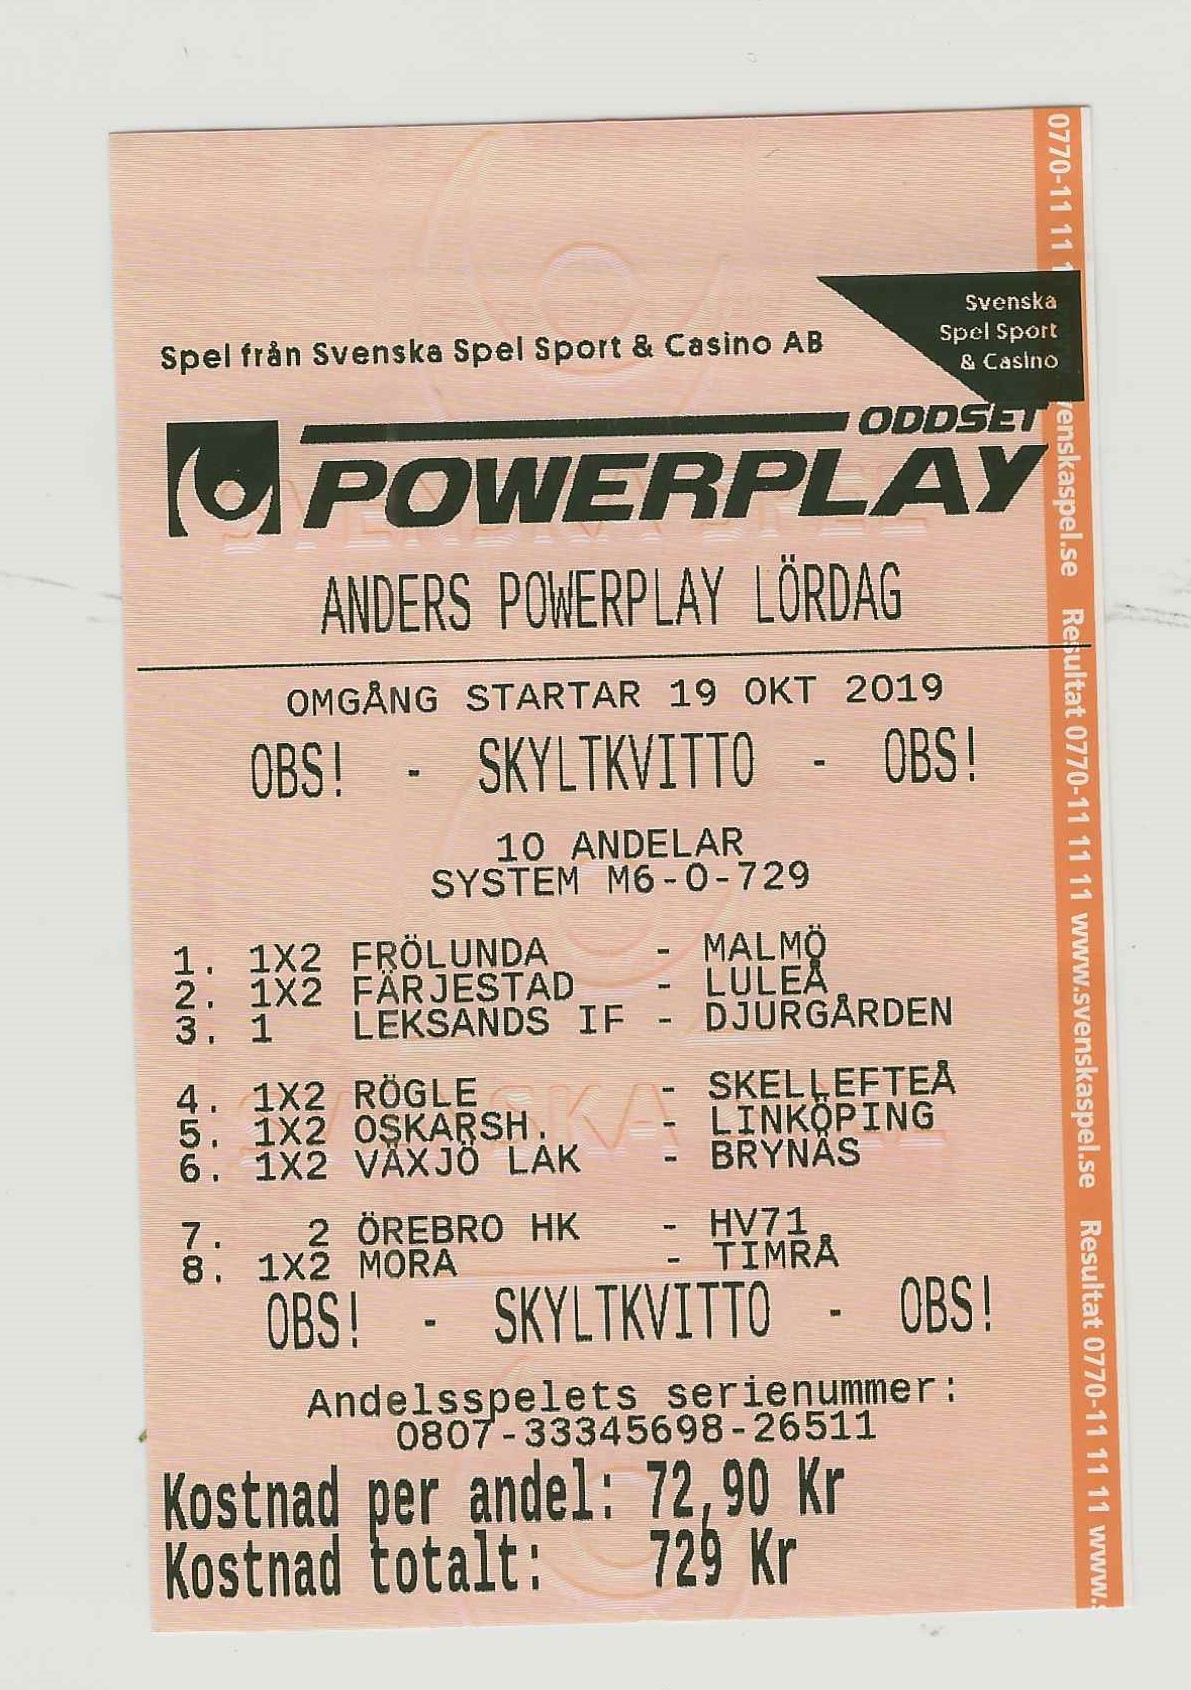 Svenska
Spel Sport
& Casino
Spel från Svenska Spel Sport & Casino AB
ODDSET
POWERPLAY
ANDERS POWERPLAY LÖRDAG
OMGÅNG STARTAR 19 OKT 2019
OBS! - SKYLTKVITTO - OBS!
10 ANDELAR
SYSTEM M6-0-729
1. 1X2 FRÖLUNDA - MALMÖ
2. 1X2 FÄRJESTAD - LULEÅ
3. 1 LEKSANDS IF - DJURGÅRDEN
4. 1X2 RÖGLE - SKELLEFTEÅ
5. 1X2 OSKARSH. - LINKÖPING
6. 1X2 VÄXJÖ LAK - BRYNÄS
7. 2 ÖREBRO HK - HV71
8. 1X2 MORA - TIMRÅ
OBS! - SKYLTKVITTO - OBS!
Andelsspelets serienummer:
0807-33345698-26511
Kostnad per andel: 72,90 Kr
Kostnad totalt: 729 Kr
0770-11 11 venskaspel.se Resultat 0770-11 11 11 www.svenskaspel.se Resultat 0770-11 11 11 www.